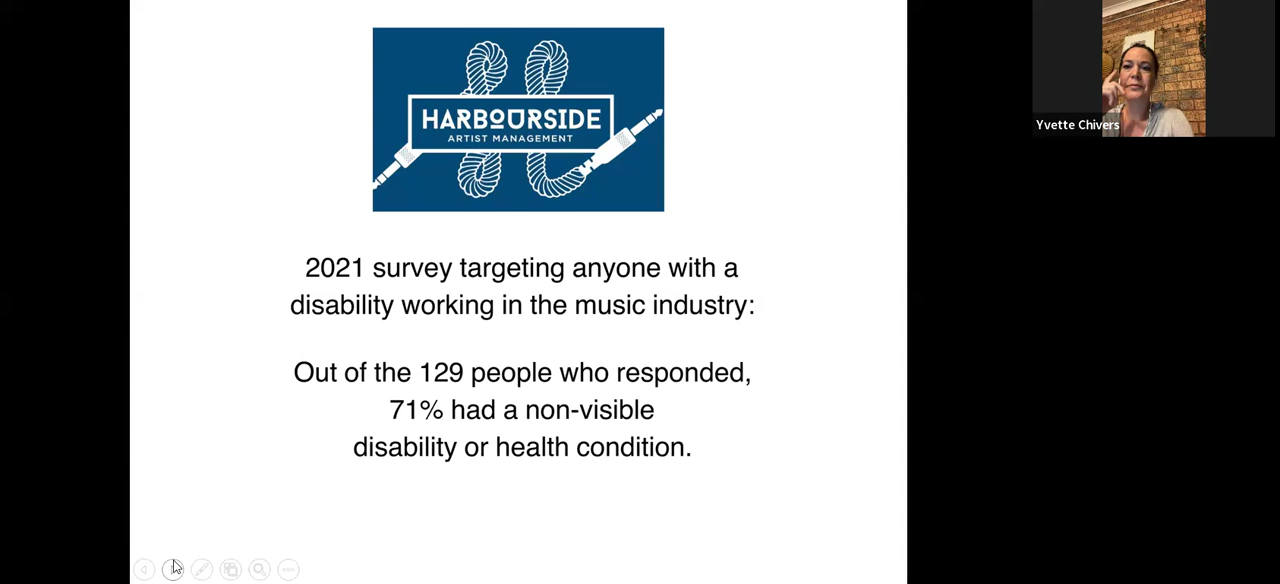 HARBOURSIDE
ARTIST MANAGEMENT
Yvette Chivers
2021 survey targeting anyone with a
disability working in the music industry:
Out of the 129 people who responded,
71% had a non-visible
disability or health condition.